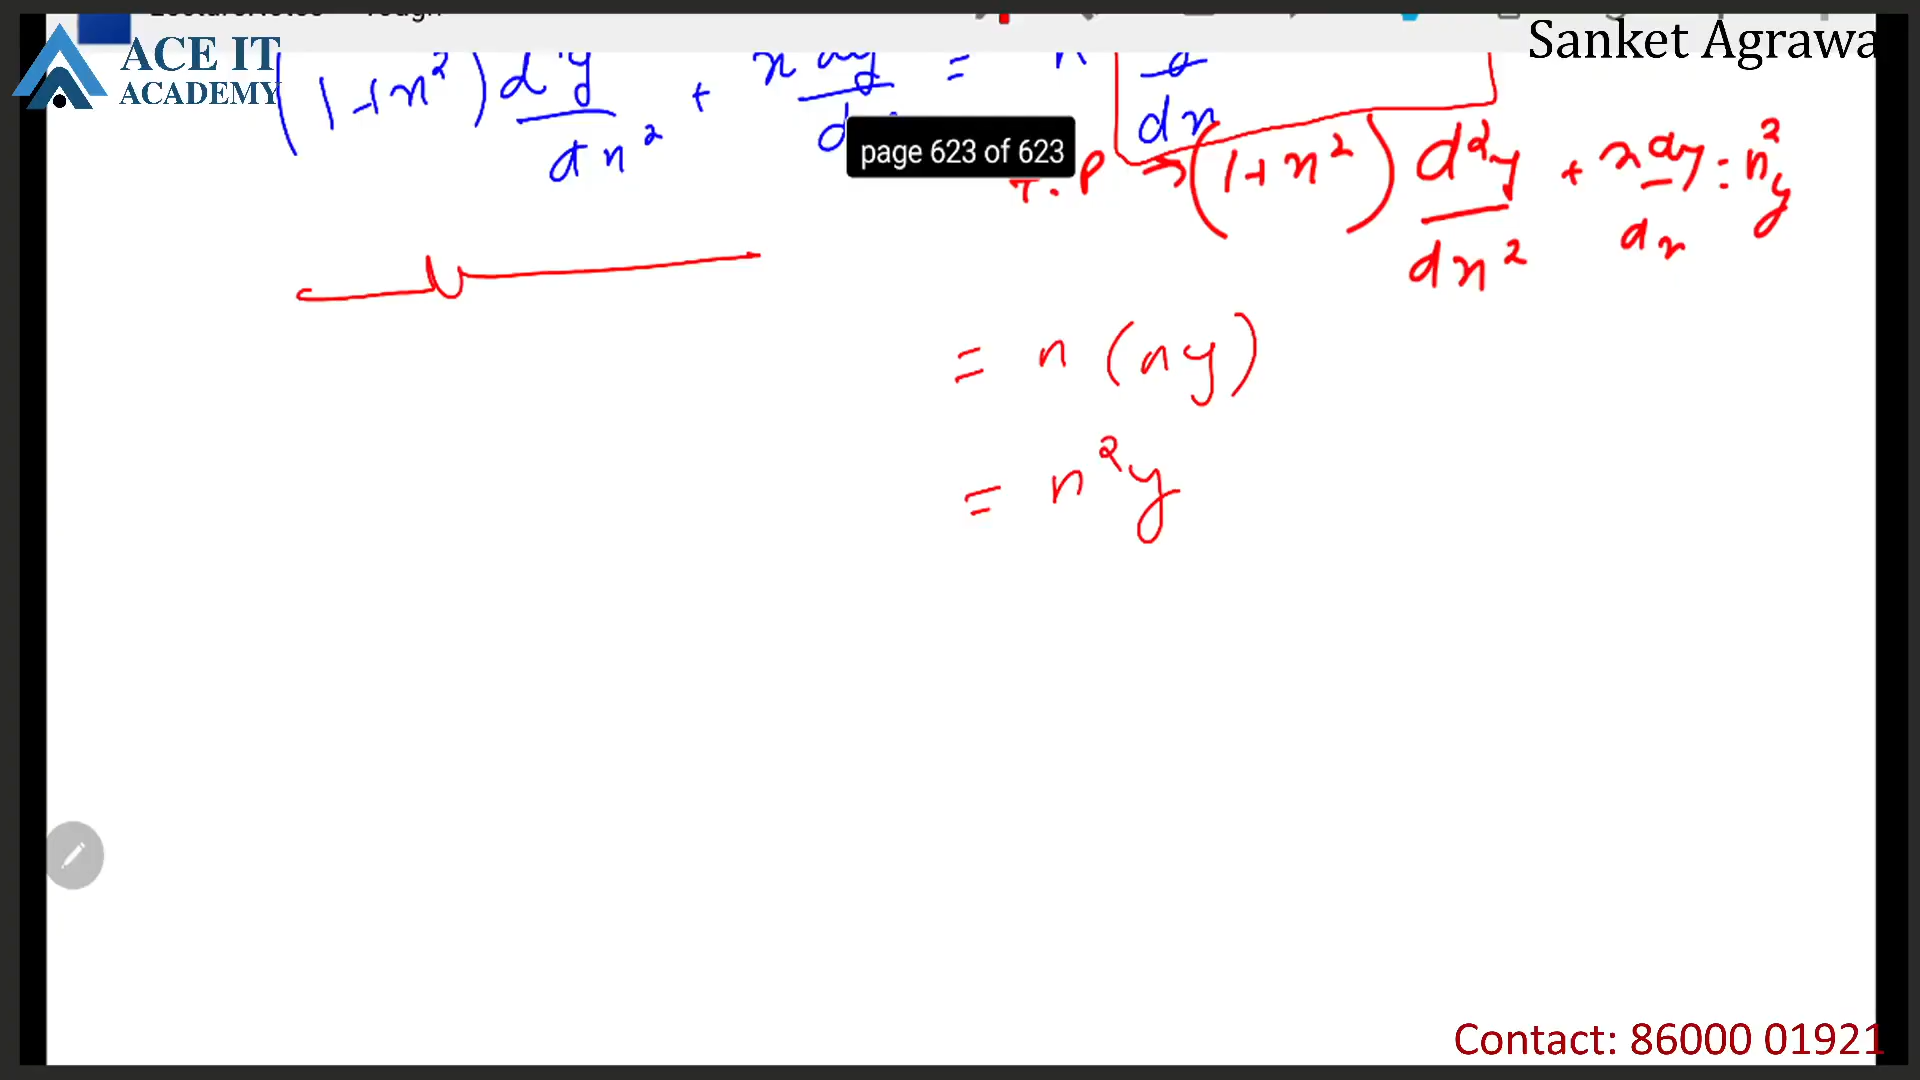 Sanket Agrawa
ACE IT
ACADEMY
(1+x²) d²y/dx² + x dy/d = n d/dx
page 623 of 623
T.P → (1+x²) d²y/dx² + x dy/dx = n²y
= n (ny)
= n²y
Contact: 86000 01921